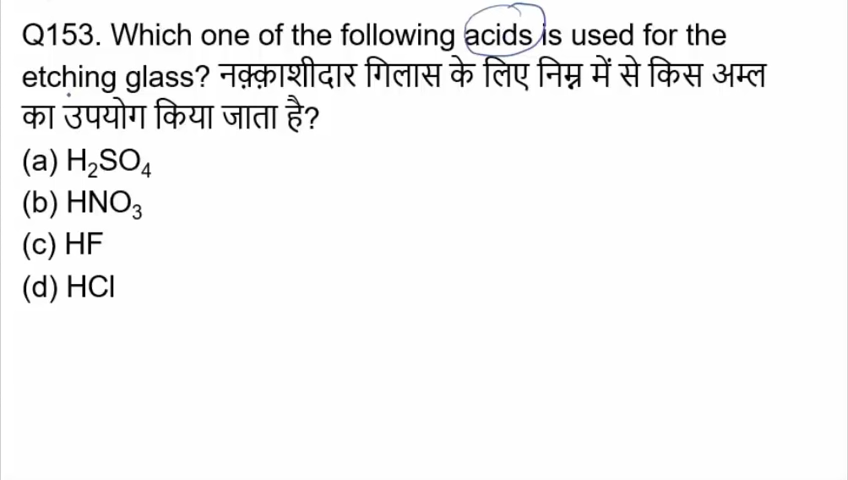 Q153. Which one of the following acids is used for the
etching glass? नक़्क़ाशीदार गिलास के लिए निम्न में से किस अम्ल
का उपयोग किया जाता है?
(a) H₂SO₄
(b) HNO₃
(c) HF
(d) HCl